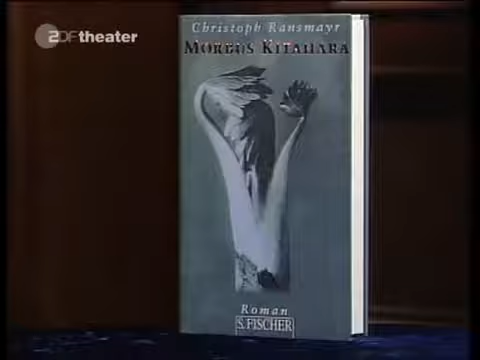 ZDFtheater
Christoph Ransmayr
MORBUS KITAHARA
Roman
S. FISCHER